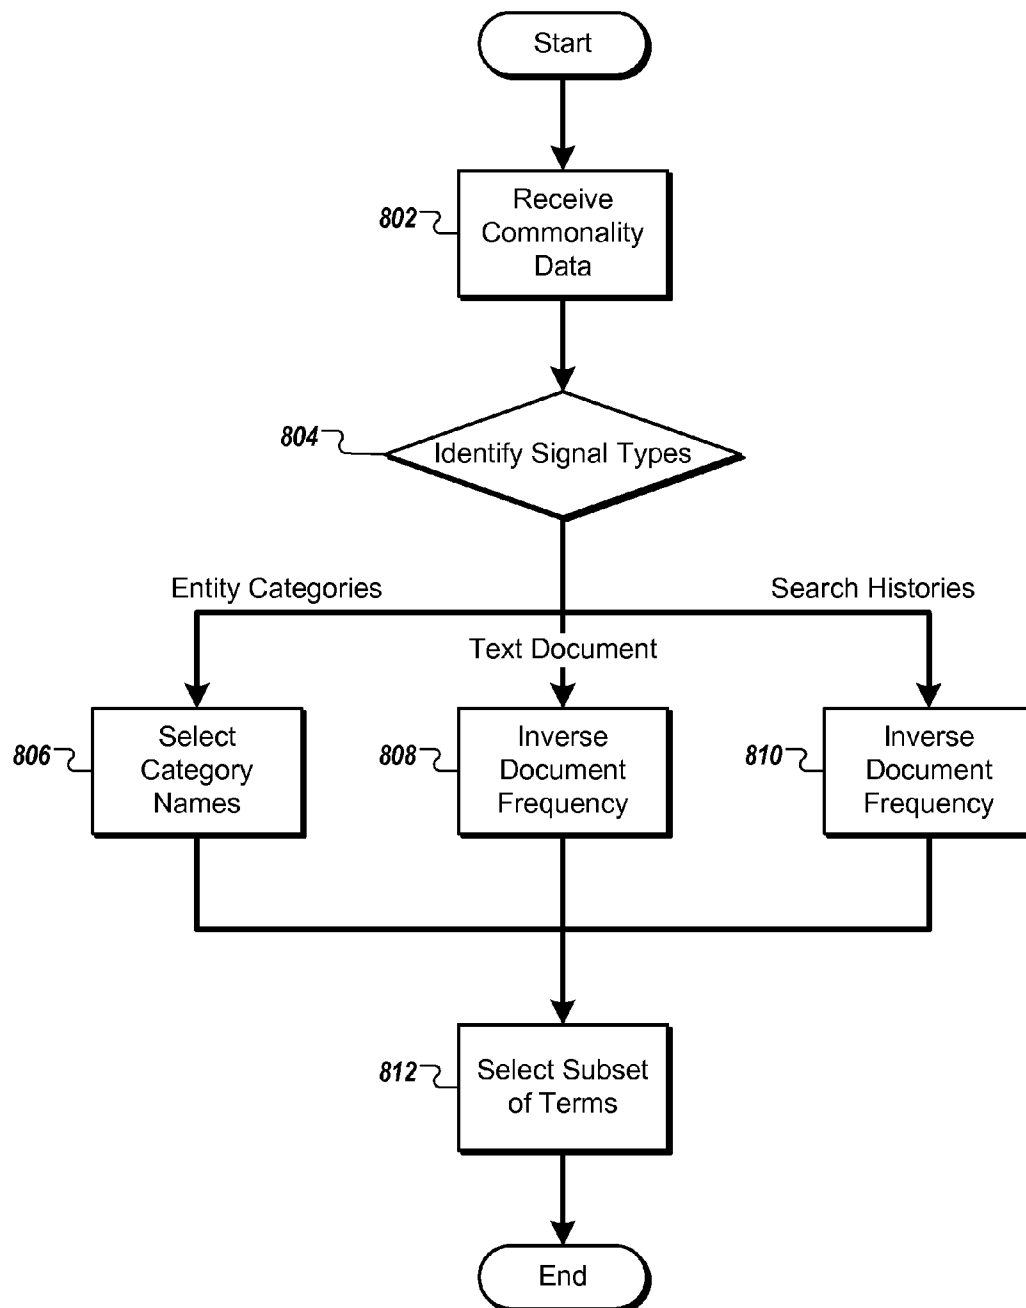 Start
802
Receive
Commonality
Data
804
Identify Signal Types
Entity Categories
Search Histories
Text Document
806
Select
Category
Names
808
Inverse
Document
Frequency
810
Inverse
Document
Frequency
812
Select Subset
of Terms
End